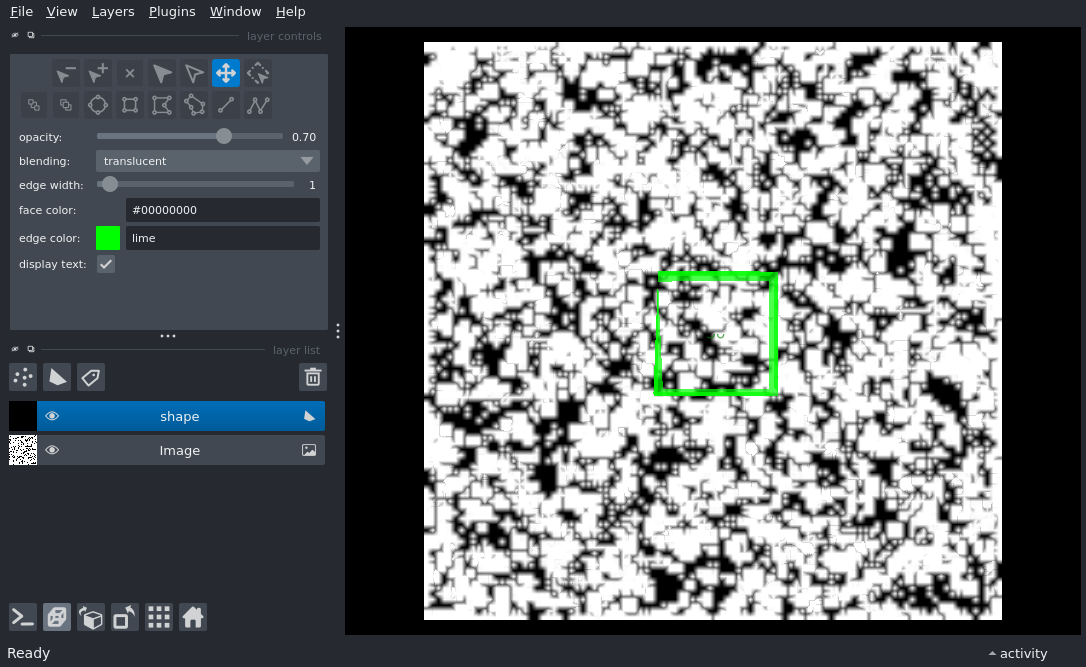 File View Layers Plugins Window Help
layer controls
opacity: 0.70
blending: translucent
edge width: 1
face color: #00000000
edge color: lime
display text:
layer list
shape
Image
Ready
activity